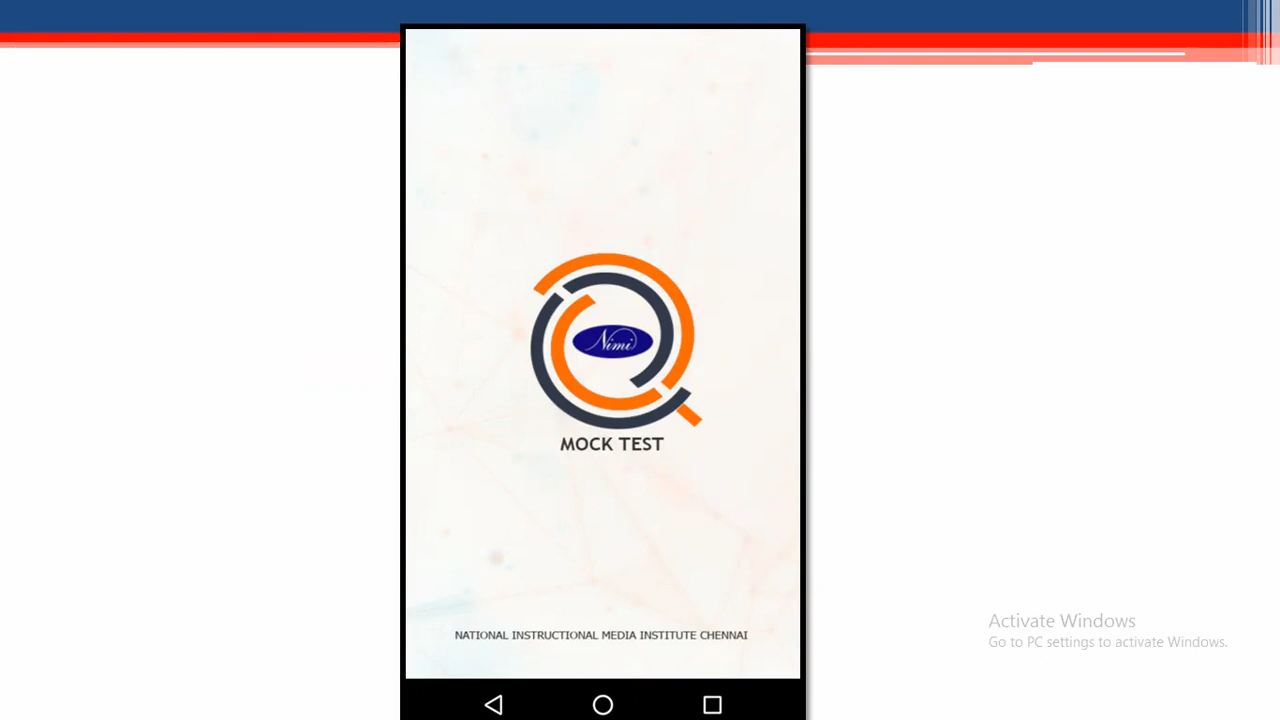 Nimi
MOCK TEST
NATIONAL INSTRUCTIONAL MEDIA INSTITUTE CHENNAI
Activate Windows
Go to PC settings to activate Windows.